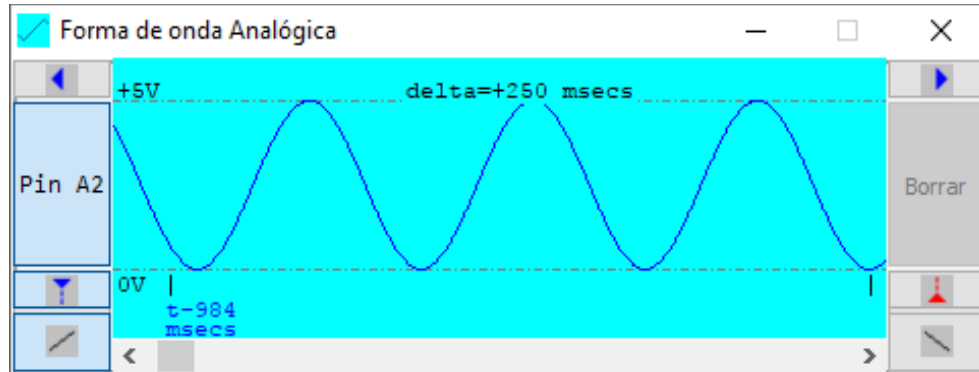 Forma de onda Analógica
+5V
delta=+250 msecs
Pin A2
Borrar
0V
t-984
msecs